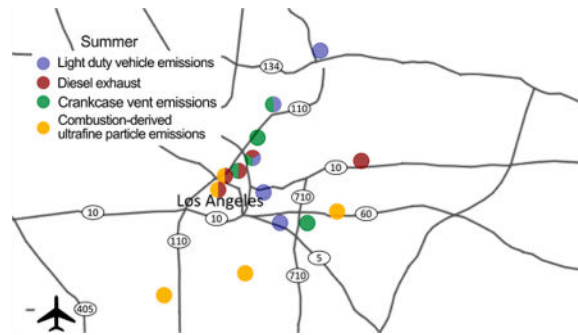 Summer
Light duty vehicle emissions
Diesel exhaust
Crankcase vent emissions
Combustion-derived
ultrafine particle emissions
134
110
10
Los Angeles
710
10
10
60
110
5
710
405